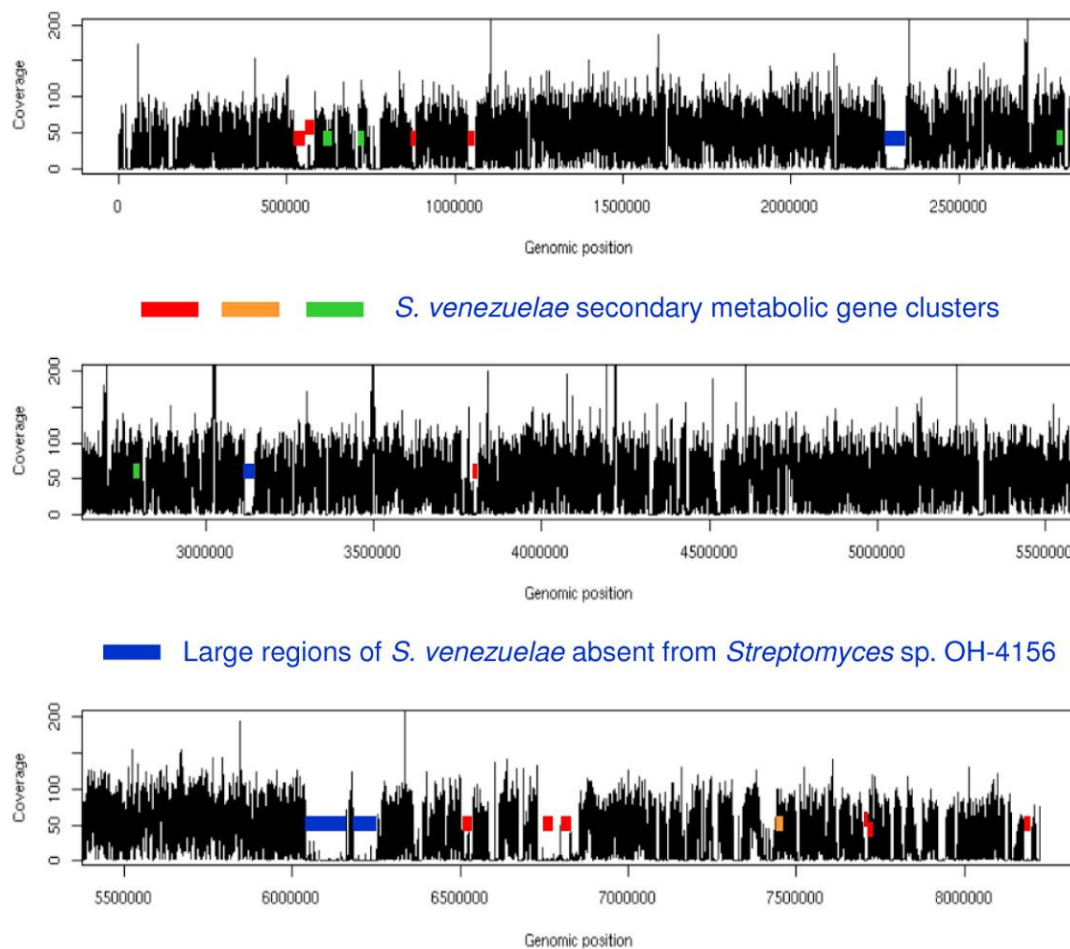 200
100
50
0
Coverage
0 500000 1000000 1500000 2000000 2500000
Genomic position
S. venezuelae secondary metabolic gene clusters
200
100
50
0
Coverage
3000000 3500000 4000000 4500000 5000000 5500000
Genomic position
Large regions of S. venezuelae absent from Streptomyces sp. OH-4156
200
100
50
0
Coverage
5500000 6000000 6500000 7000000 7500000 8000000
Genomic position